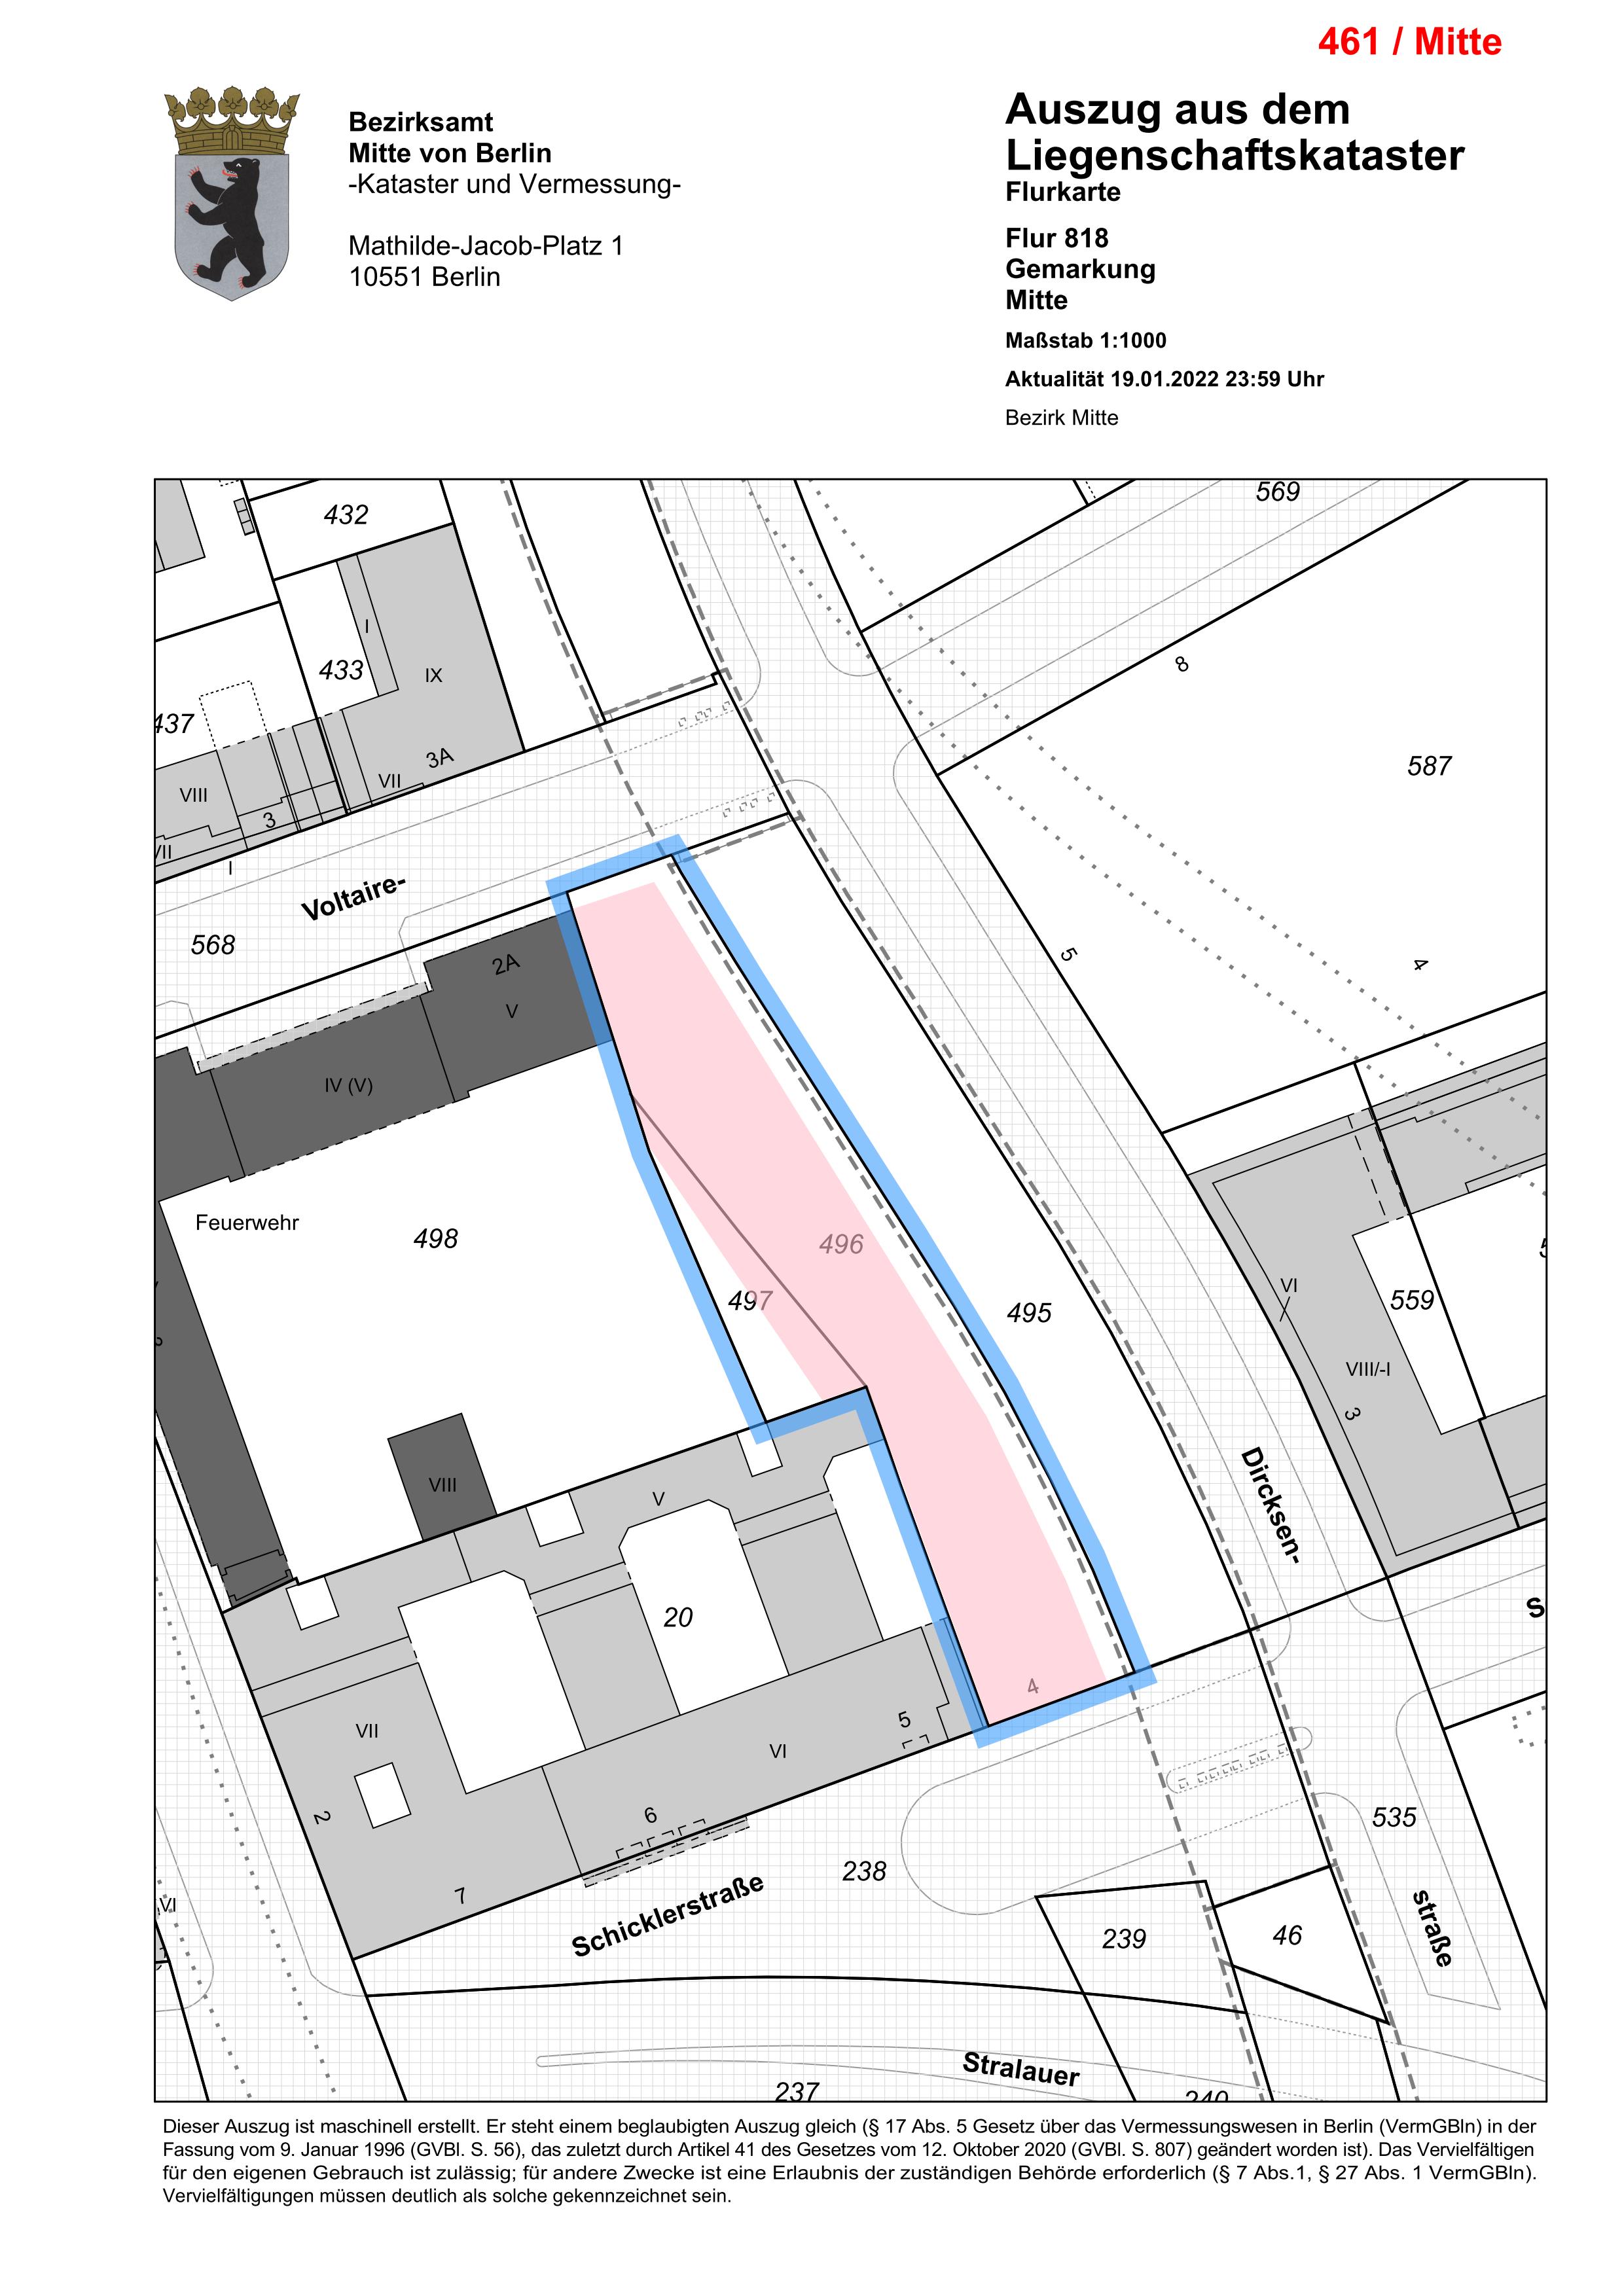 461 / Mitte
Bezirksamt
Mitte von Berlin
-Kataster und Vermessung-
Mathilde-Jacob-Platz 1
10551 Berlin
Auszug aus dem
Liegenschaftskataster
Flurkarte
Flur 818
Gemarkung
Mitte
Maßstab 1:1000
Aktualität 19.01.2022 23:59 Uhr
Bezirk Mitte
569
432
I
433
IX
8
437
3A
587
VII
VIII
3
VII
I
Voltaire-
568
2A
5
4
V
IV (V)
Feuerwehr
498
496
497
495
VI
559
VIII/-I
3
VIII
V
Dircksen-
20
4
5
VII
VI
6
2
535
238
7
VI
Schicklerstraße
239
46
straße
Stralauer
237
240
Dieser Auszug ist maschinell erstellt. Er steht einem beglaubigten Auszug gleich (§ 17 Abs. 5 Gesetz über das Vermessungswesen in Berlin (VermGBln) in der
Fassung vom 9. Januar 1996 (GVBl. S. 56), das zuletzt durch Artikel 41 des Gesetzes vom 12. Oktober 2020 (GVBl. S. 807) geändert worden ist). Das Vervielfältigen
für den eigenen Gebrauch ist zulässig; für andere Zwecke ist eine Erlaubnis der zuständigen Behörde erforderlich (§ 7 Abs.1, § 27 Abs. 1 VermGBln).
Vervielfältigungen müssen deutlich als solche gekennzeichnet sein.